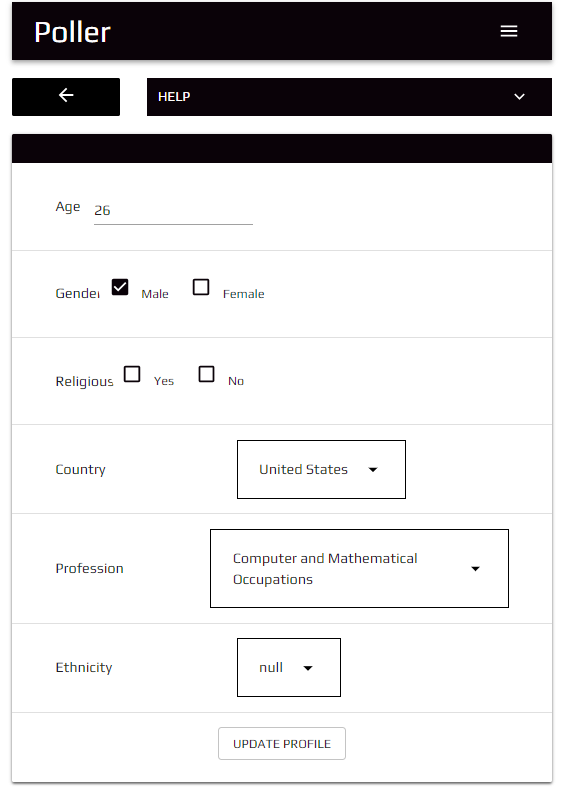 Poller
HELP
Age 26
Gender Male Female
Religious Yes No
Country United States
Profession Computer and Mathematical
Occupations
Ethnicity null
UPDATE PROFILE